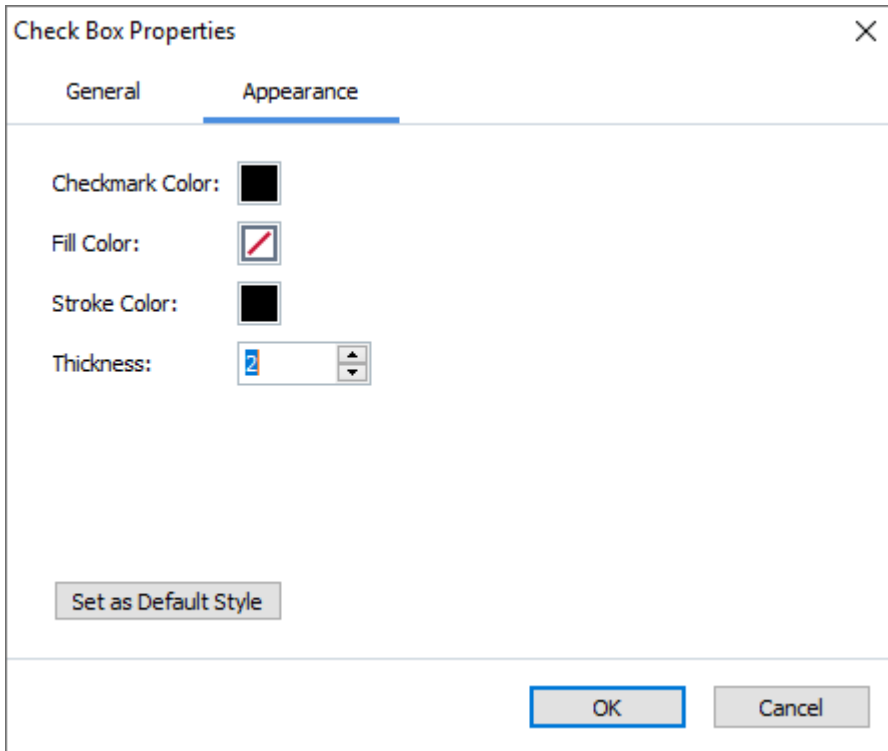 Check Box Properties
General Appearance
Checkmark Color:
Fill Color:
Stroke Color:
Thickness: 2
Set as Default Style
OK Cancel